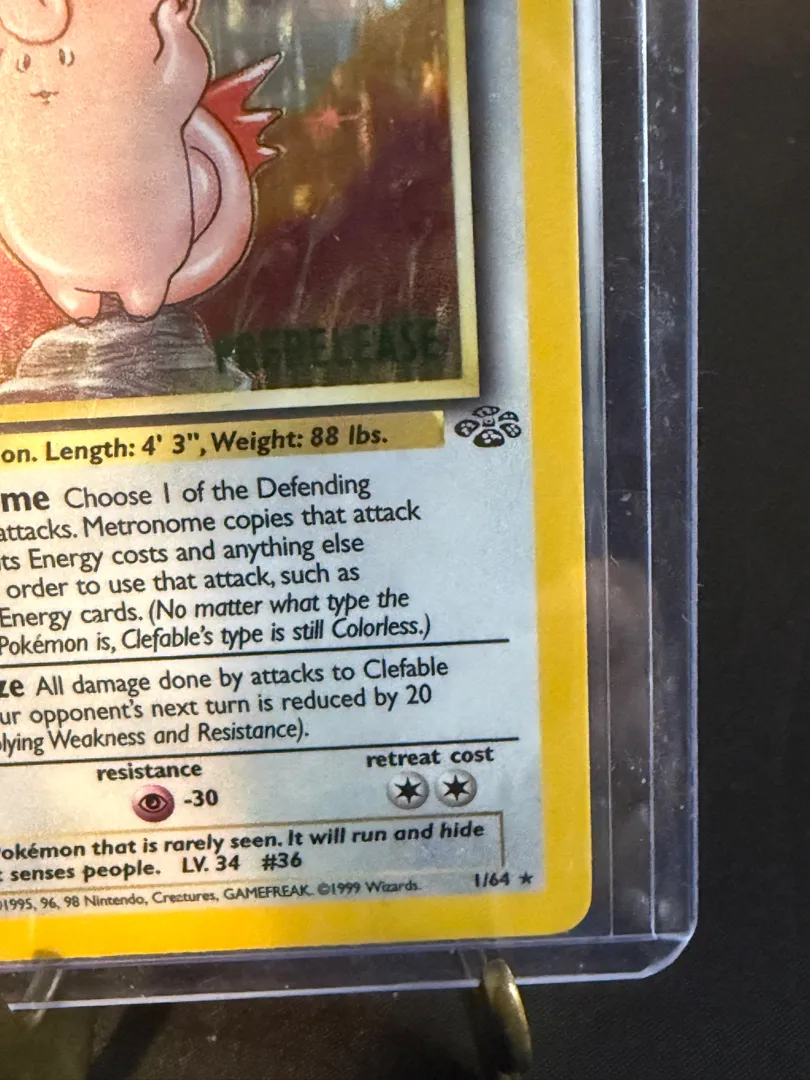 PRERELEASE
on. Length: 4' 3", Weight: 88 lbs.
me Choose 1 of the Defending
attacks. Metronome copies that attack
ts Energy costs and anything else
order to use that attack, such as
Energy cards. (No matter what type the
Pokémon is, Clefable's type is still Colorless.)
ze All damage done by attacks to Clefable
ur opponent's next turn is reduced by 20
lying Weakness and Resistance).
resistance retreat cost
-30
okémon that is rarely seen. It will run and hide
t senses people. LV. 34 #36
1995, 96, 98 Nintendo, Creatures, GAMEFREAK. ©1999 Wizards. 1/64 ★